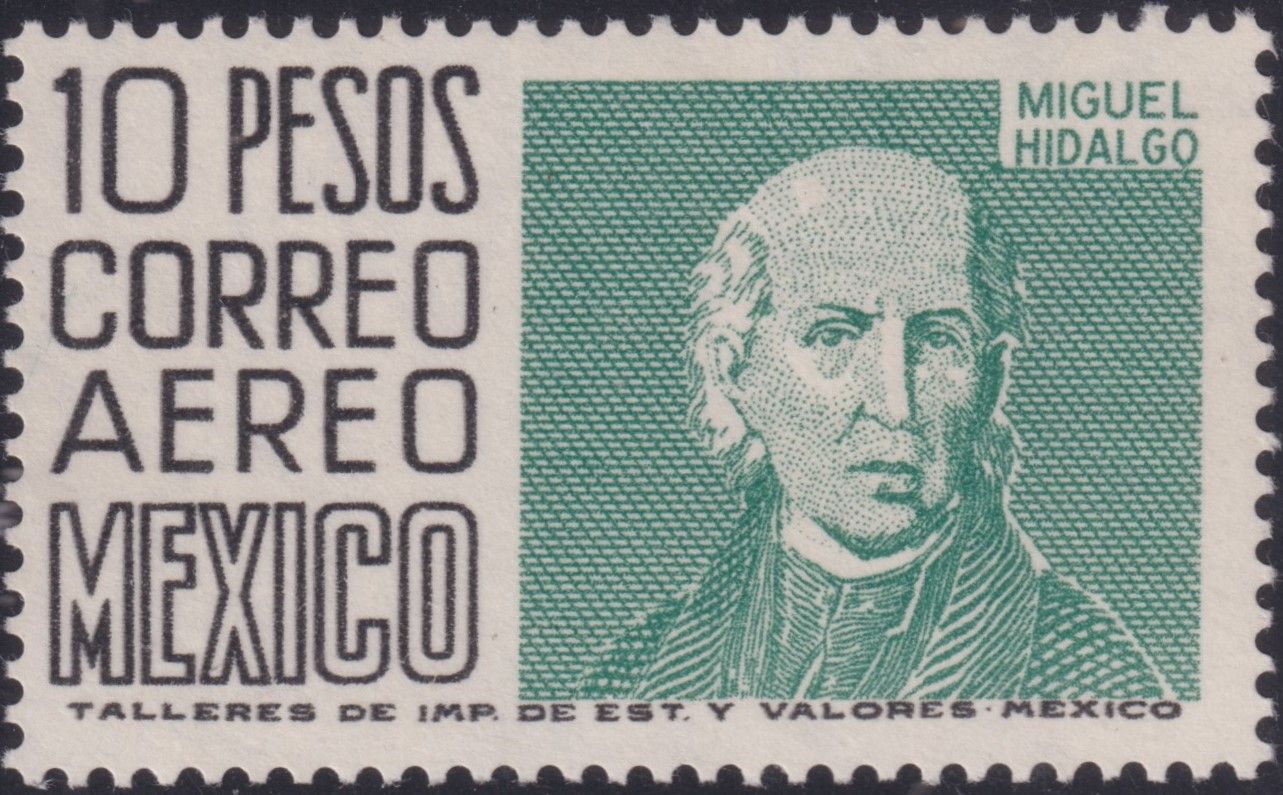 10 PESOS
CORREO
AEREO
MEXICO
MIGUEL
HIDALGO
TALLERES DE IMP. DE EST. Y VALORES · MEXICO